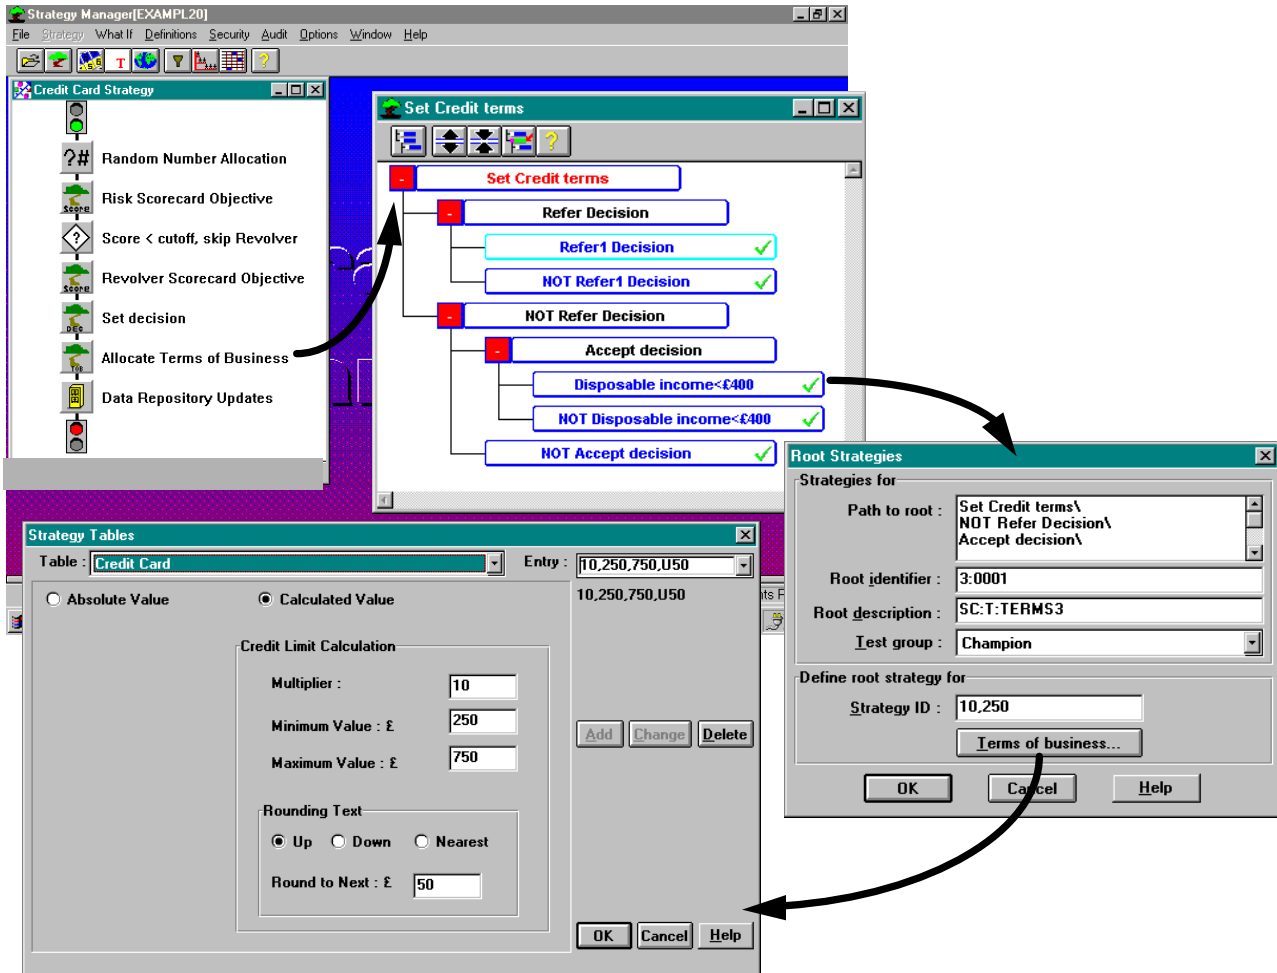 Strategy Manager[EXAMPL20]
File Strategy What If Definitions Security Audit Options Window Help
Credit Card Strategy
Random Number Allocation
Risk Scorecard Objective
Score < cutoff, skip Revolver
Revolver Scorecard Objective
Set decision
Allocate Terms of Business
Data Repository Updates
?#
Score
?
Score
DEC
TOB
T
?
Set Credit terms
?
- Set Credit terms
- Refer Decision
Refer1 Decision
NOT Refer1 Decision
- NOT Refer Decision
- Accept decision
Disposable income<£400
NOT Disposable income<£400
NOT Accept decision
Root Strategies
Strategies for
Path to root : Set Credit terms\
NOT Refer Decision\
Accept decision\
Root identifier : 3:0001
Root description : SC:T:TERMS3
Test group : Champion
Define root strategy for
Strategy ID : 10,250
Terms of business...
OK Cancel Help
Strategy Tables
Table : Credit Card Entry : 10,250,750,U50
Absolute Value Calculated Value 10,250,750,U50
Credit Limit Calculation
Multiplier : 10
Minimum Value : £ 250
Maximum Value : £ 750
Add Change Delete
Rounding Text
Up Down Nearest
Round to Next : £ 50
OK Cancel Help